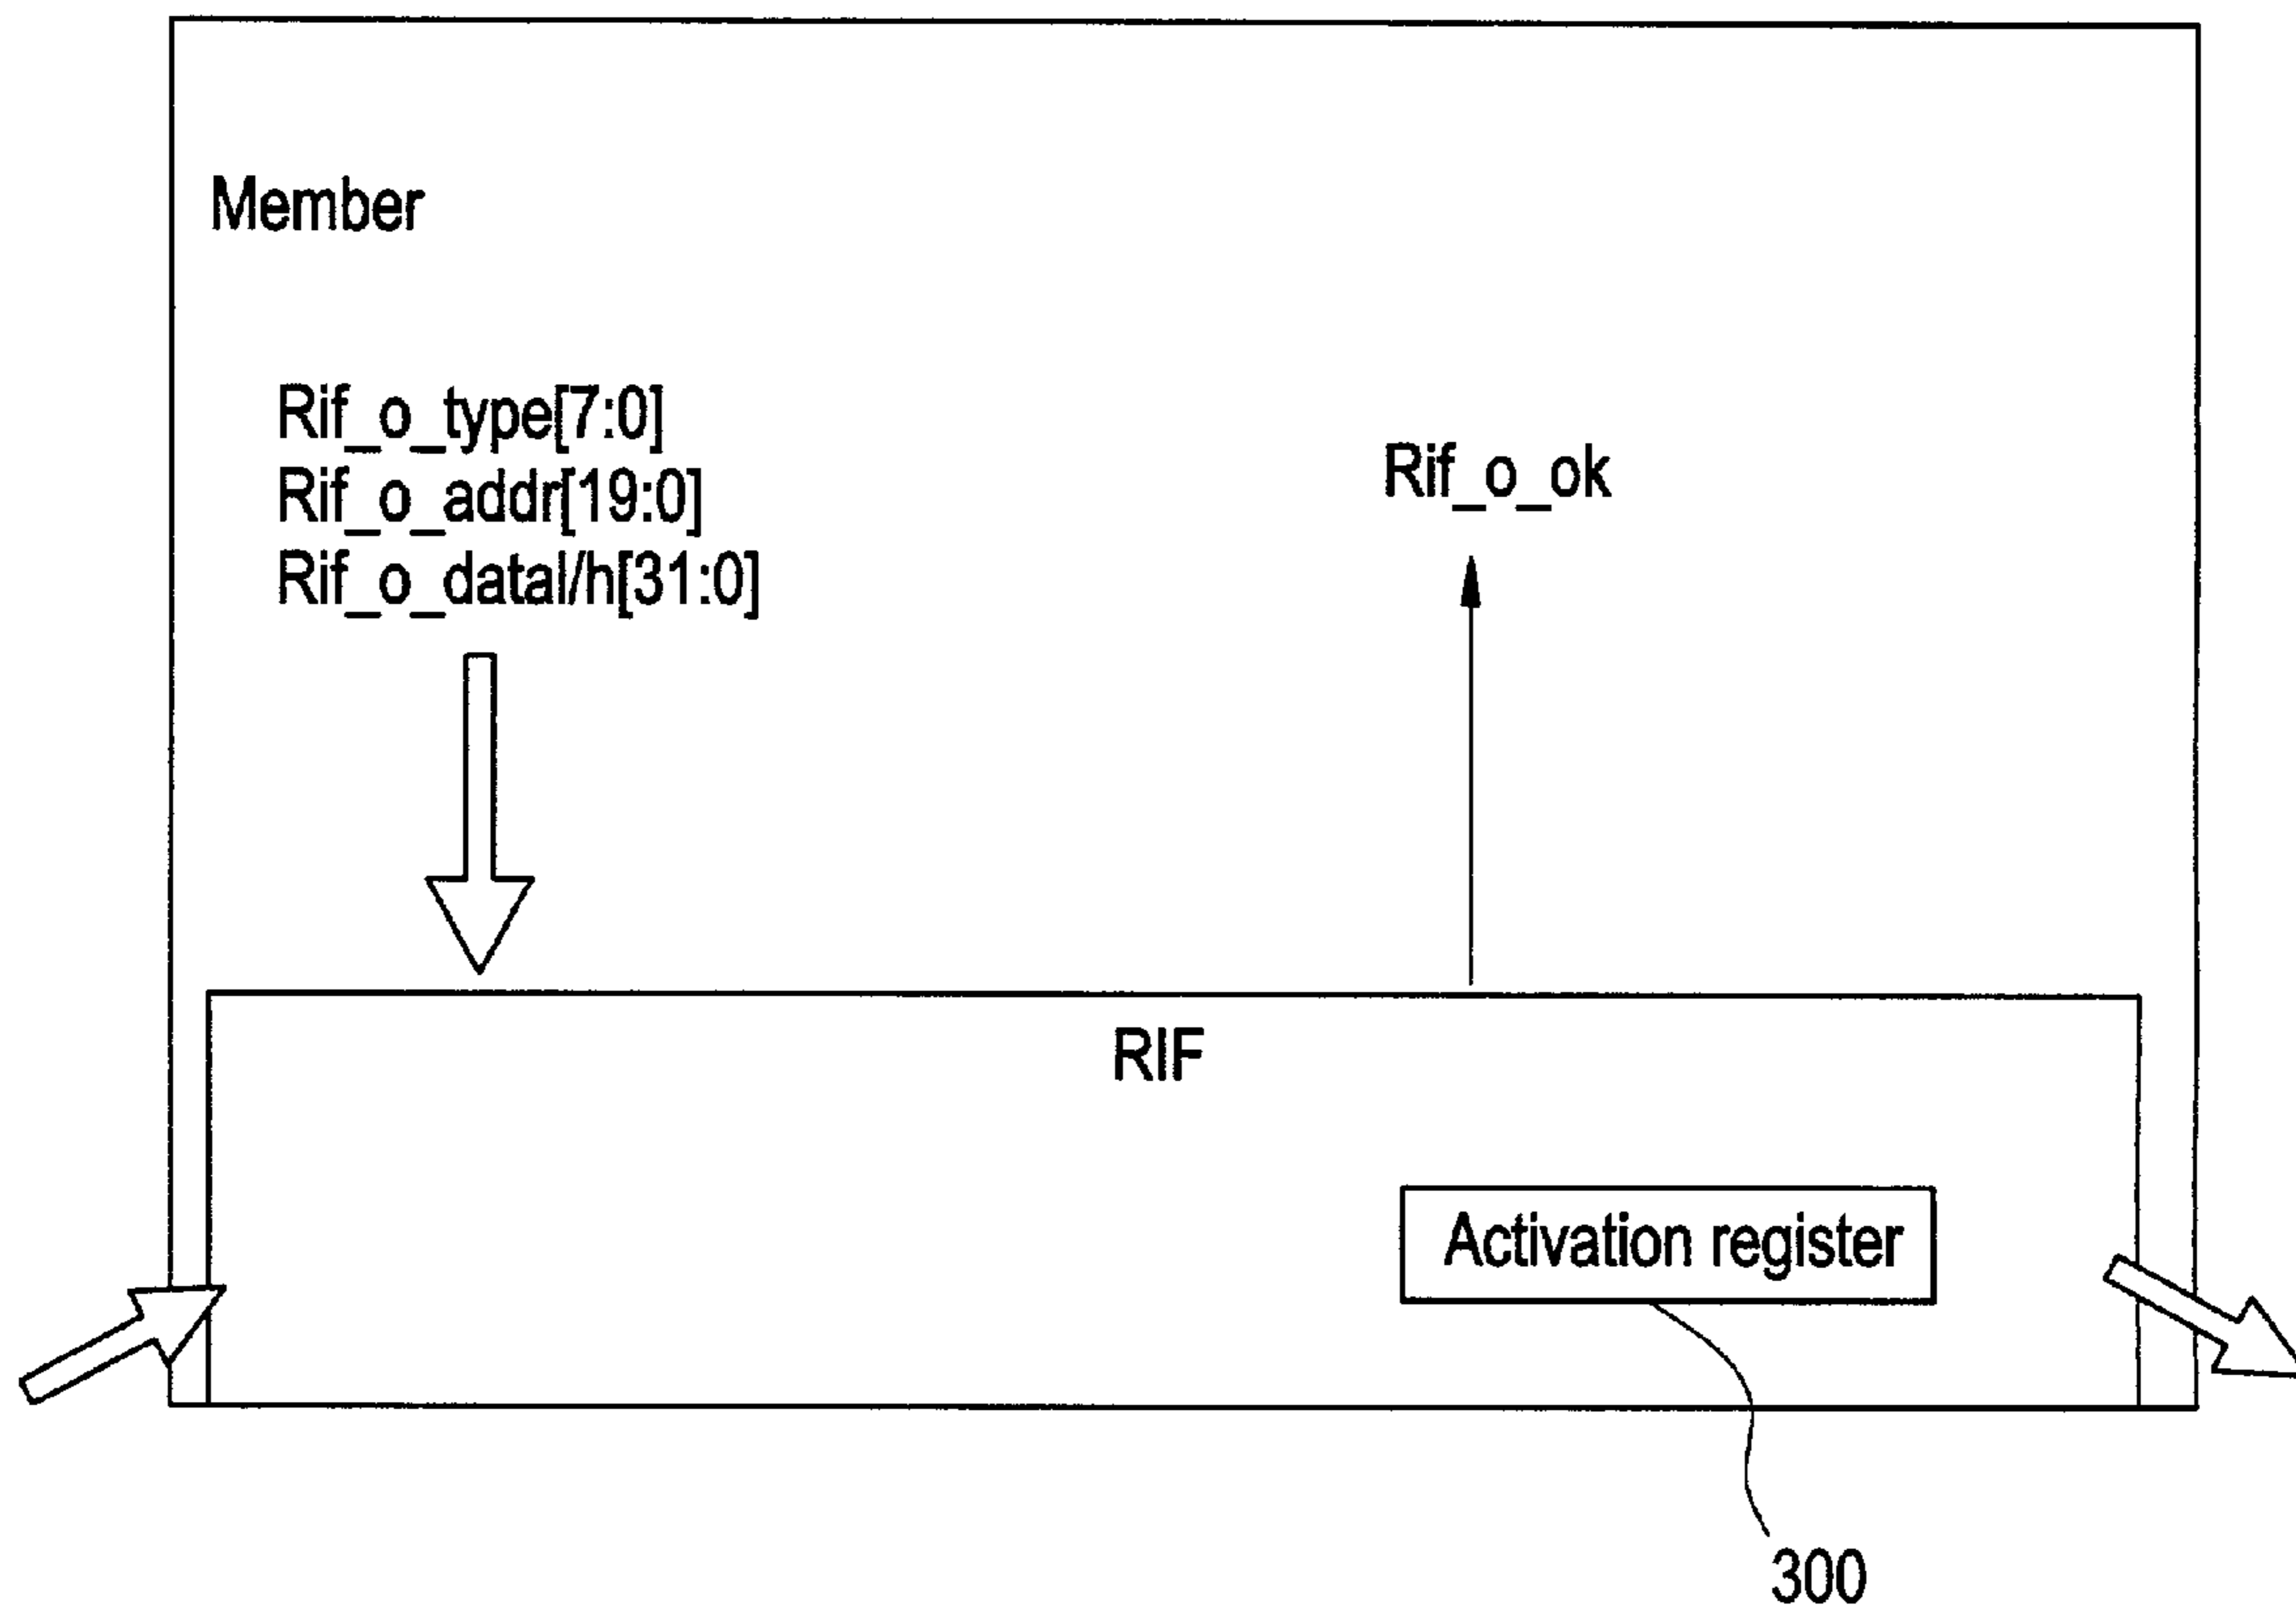 Member
Rif_o_type[7:0]
Rif_o_addr[19:0]
Rif_o_datal/h[31:0]
Rif_o_ok
RIF
Activation register
300